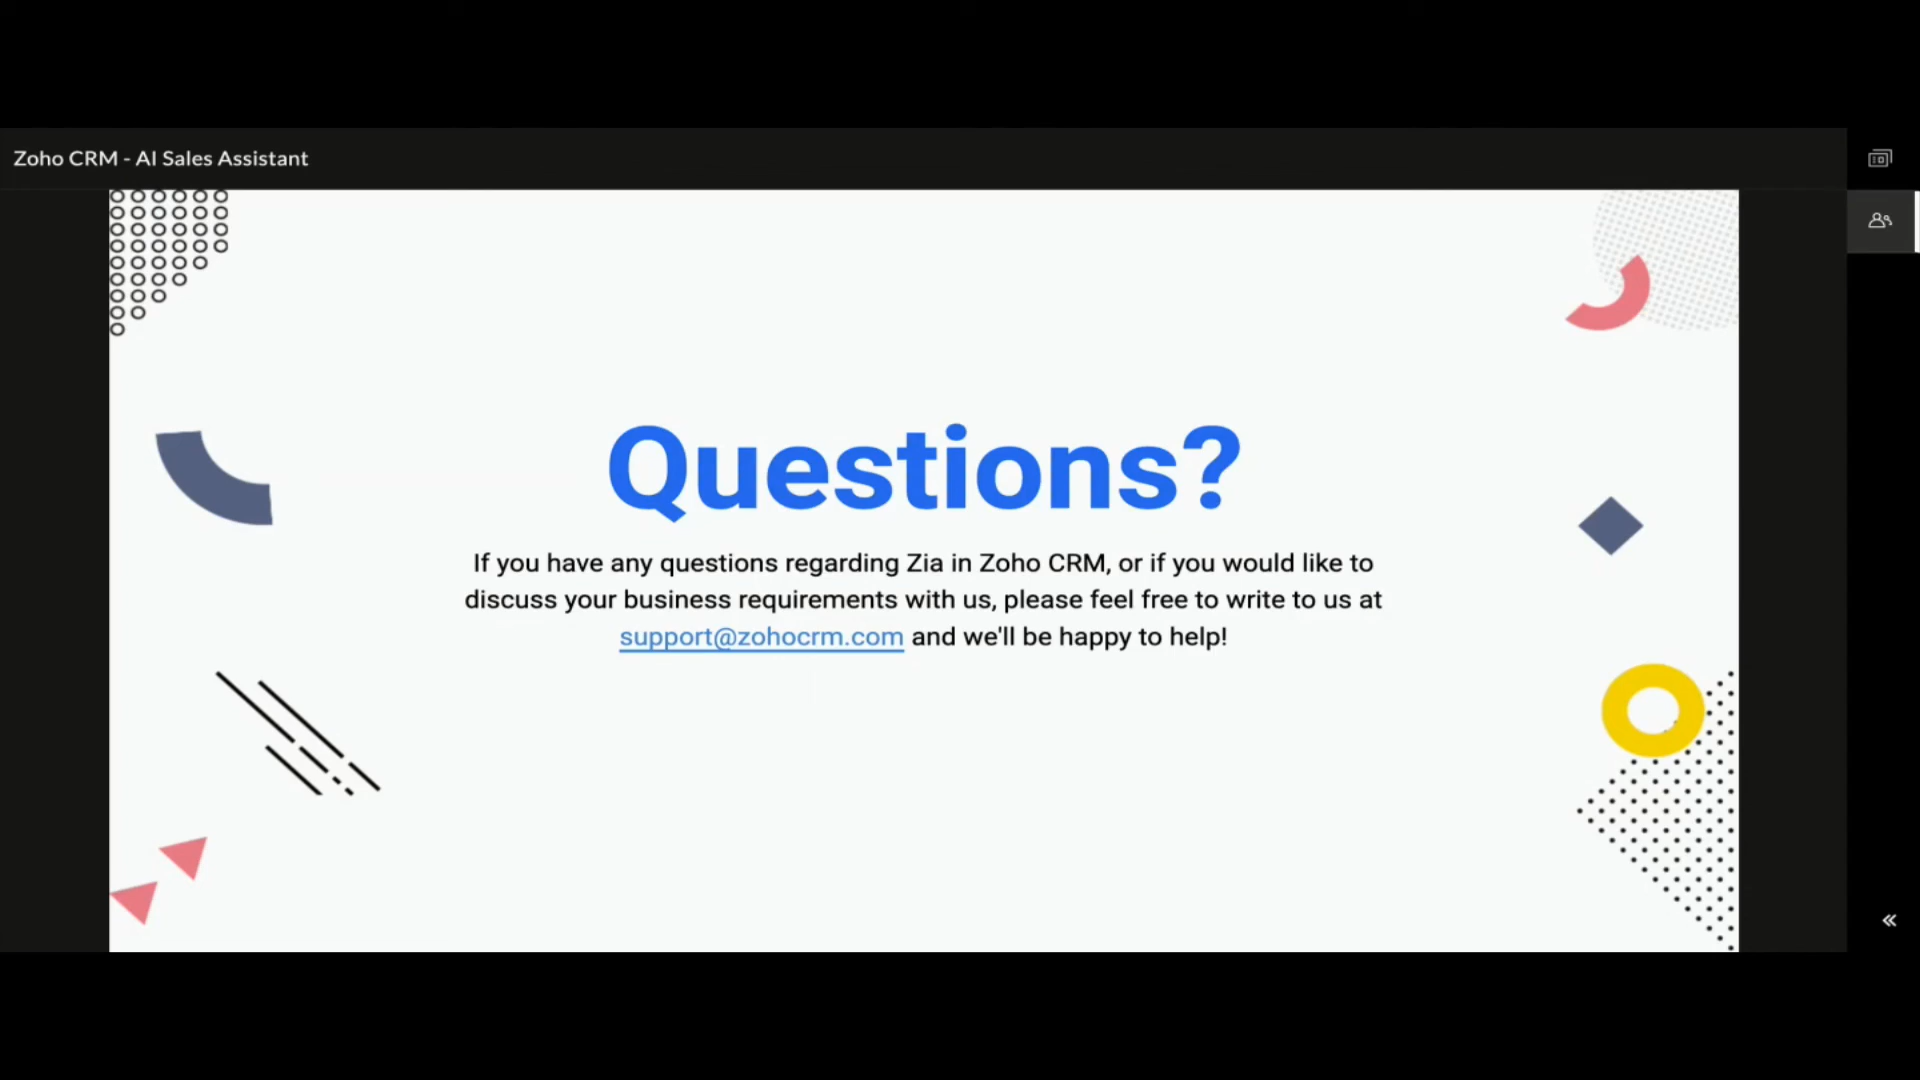 Zoho CRM - AI Sales Assistant
Questions?
If you have any questions regarding Zia in Zoho CRM, or if you would like to
discuss your business requirements with us, please feel free to write to us at
support@zohocrm.com and we'll be happy to help!